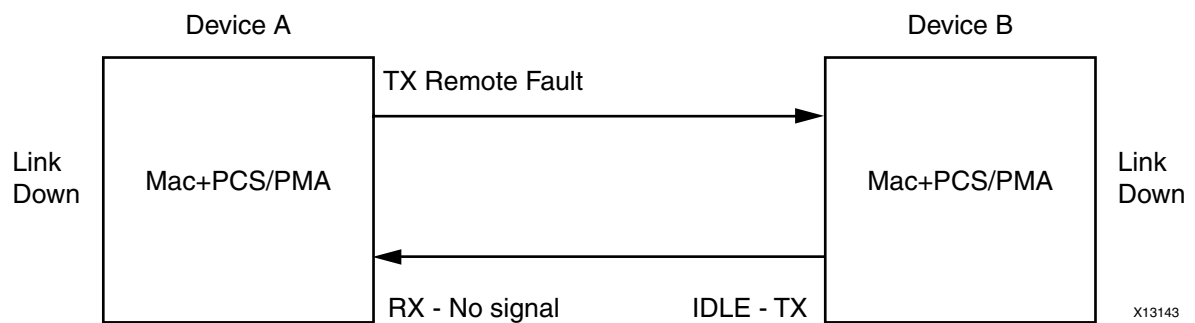 Device A
Device B
TX Remote Fault
Link
Down
Mac+PCS/PMA
Mac+PCS/PMA
Link
Down
RX - No signal
IDLE - TX
X13143